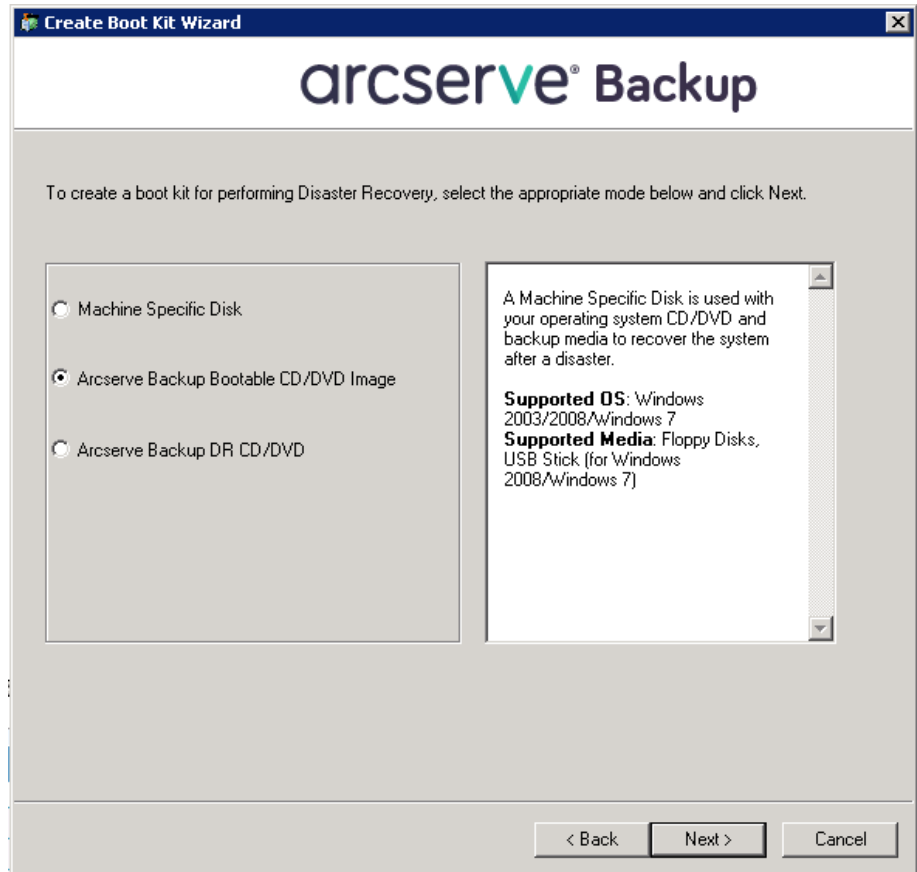 Create Boot Kit Wizard
arcserve® Backup
To create a boot kit for performing Disaster Recovery, select the appropriate mode below and click Next.
Machine Specific Disk
Arcserve Backup Bootable CD/DVD Image
Arcserve Backup DR CD/DVD
A Machine Specific Disk is used with
your operating system CD/DVD and
backup media to recover the system
after a disaster.
Supported OS: Windows
2003/2008/Windows 7
Supported Media: Floppy Disks,
USB Stick (for Windows
2008/Windows 7)
< Back
Next >
Cancel